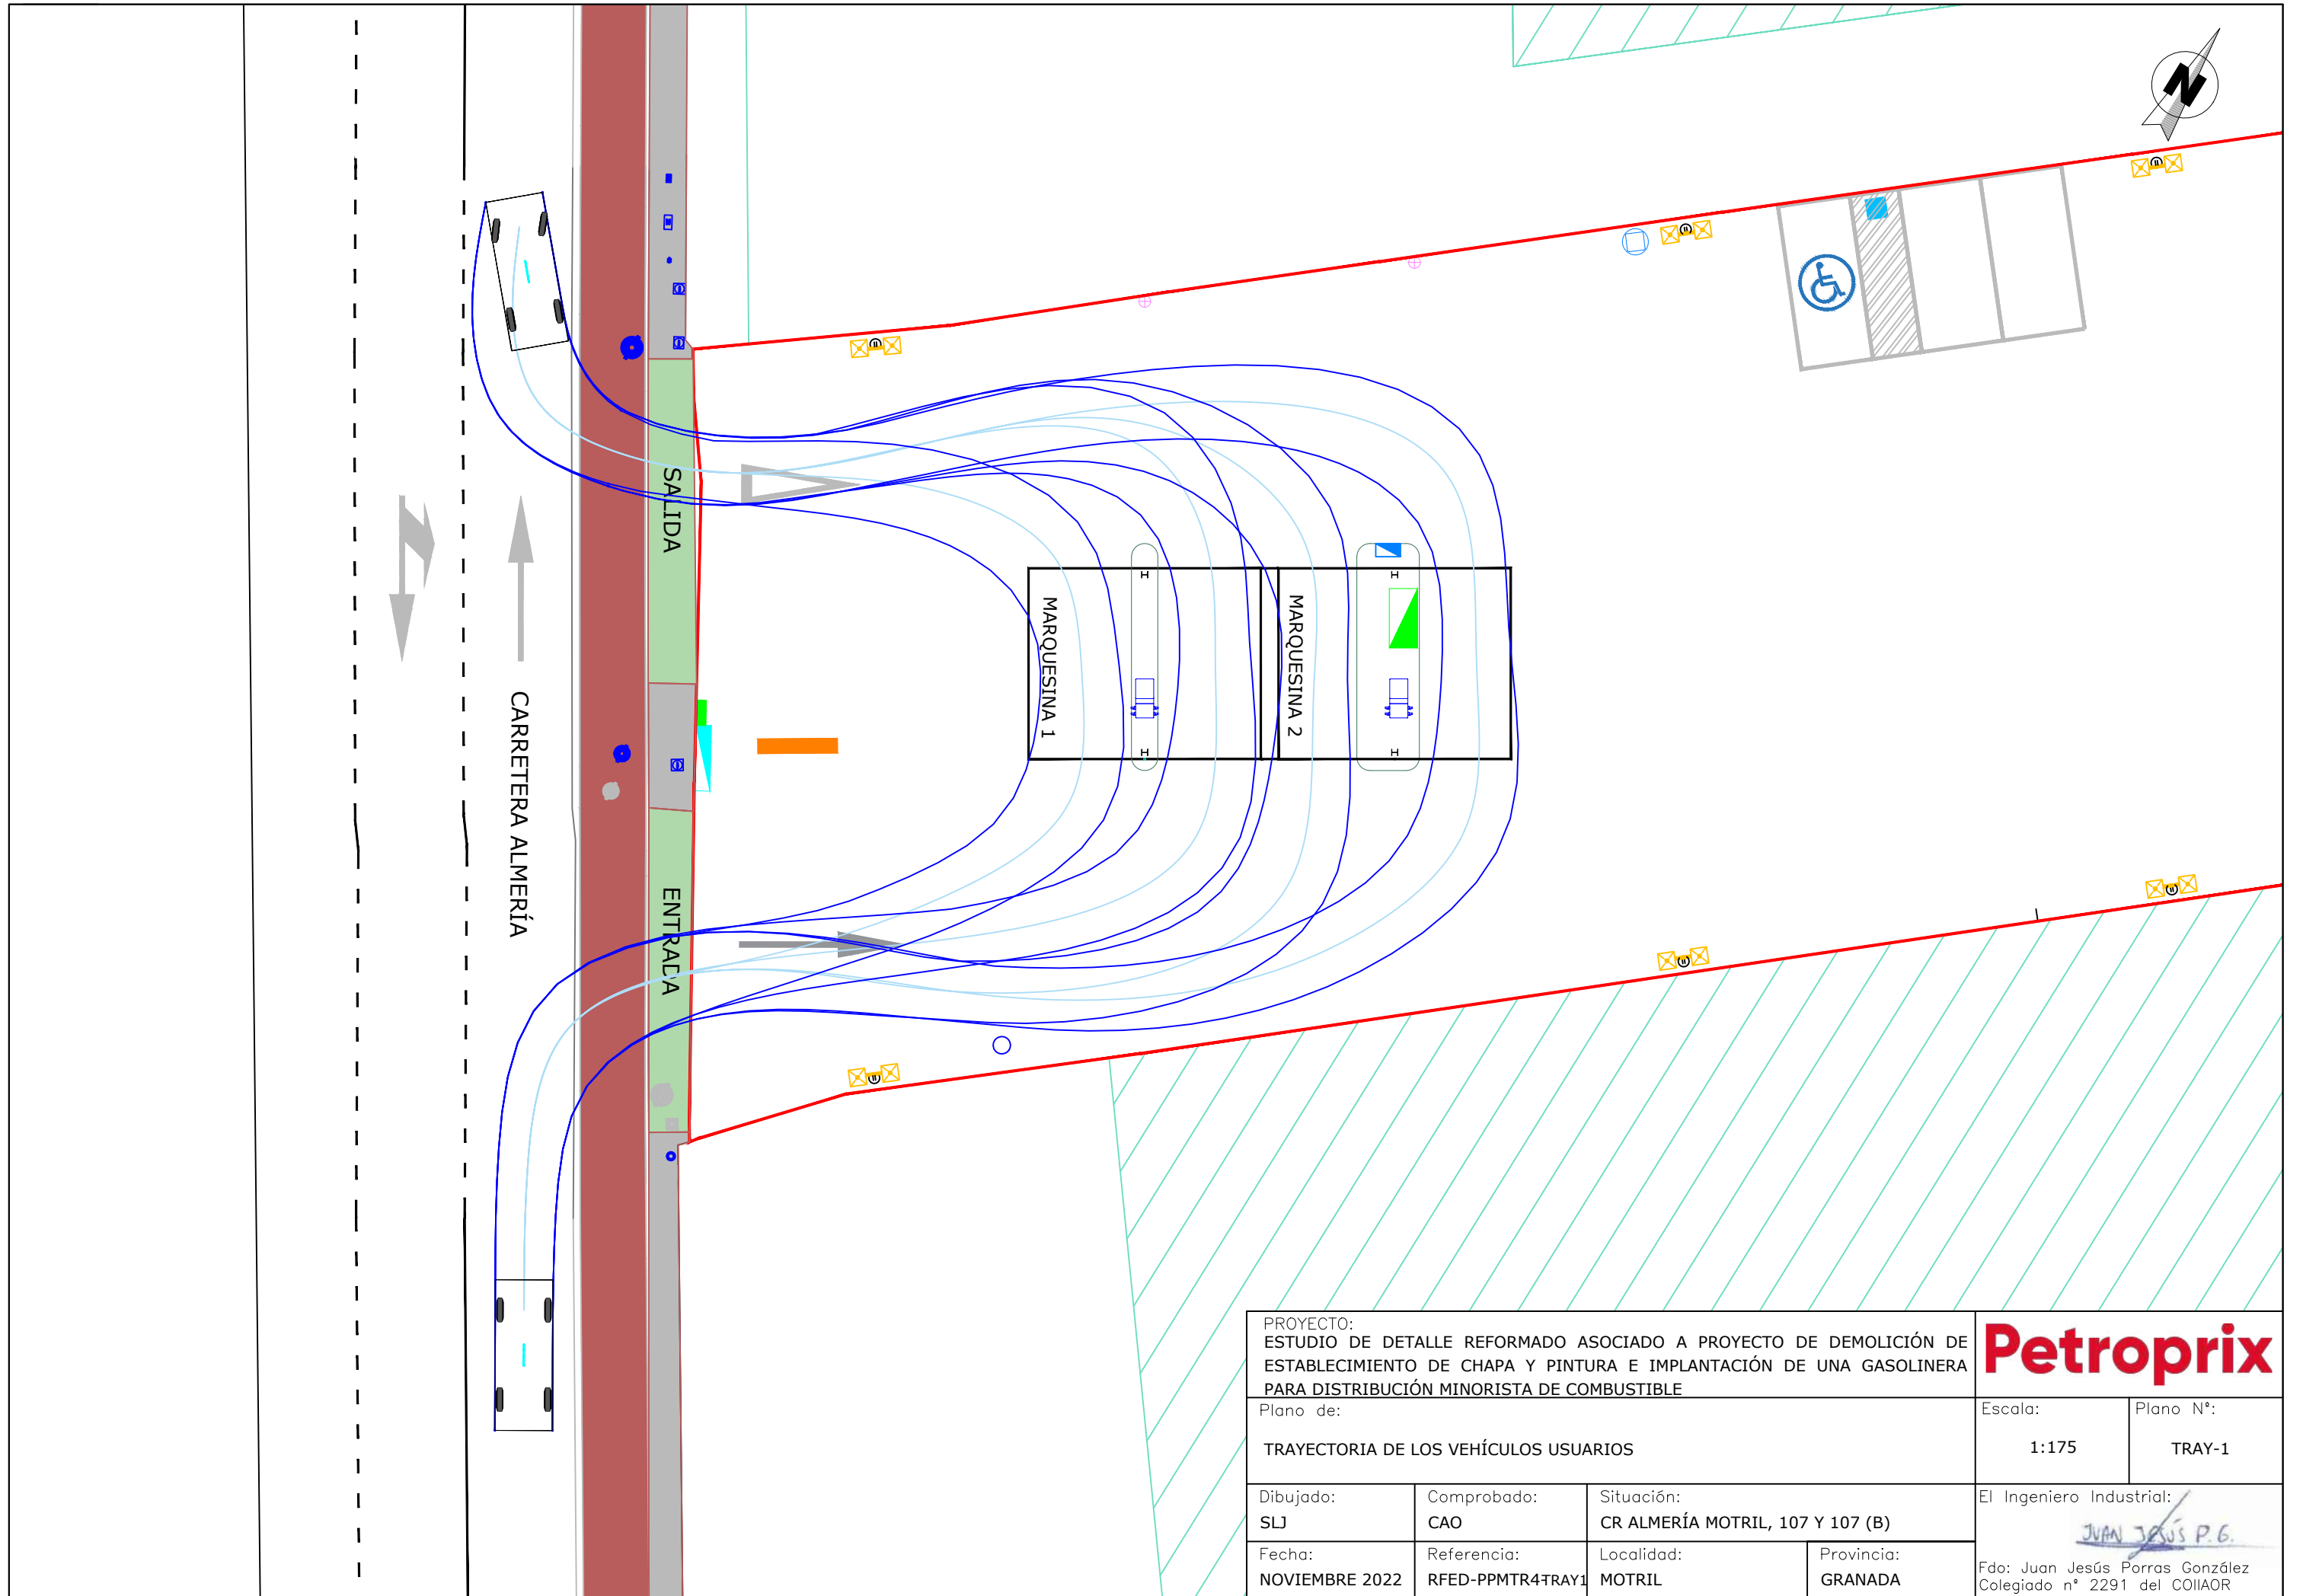 N
SALIDA
MARQUESINA 1
MARQUESINA 2
CARRETERA ALMERÍA
ENTRADA
PROYECTO:
ESTUDIO DE DETALLE REFORMADO ASOCIADO A PROYECTO DE DEMOLICIÓN DE
ESTABLECIMIENTO DE CHAPA Y PINTURA E IMPLANTACIÓN DE UNA GASOLINERA
PARA DISTRIBUCIÓN MINORISTA DE COMBUSTIBLE
Petroprix
Plano de:
TRAYECTORIA DE LOS VEHÍCULOS USUARIOS
Escala:
1:175
Plano Nº:
TRAY-1
Dibujado:
SLJ
Comprobado:
CAO
Situación:
CR ALMERÍA MOTRIL, 107 Y 107 (B)
El Ingeniero Industrial:
JUAN JESÚS P. G.
Fdo: Juan Jesús Porras González
Colegiado nº 2291 del COIIAOR
Fecha:
NOVIEMBRE 2022
Referencia:
RFED-PPMTR4-TRAY1
Localidad:
MOTRIL
Provincia:
GRANADA